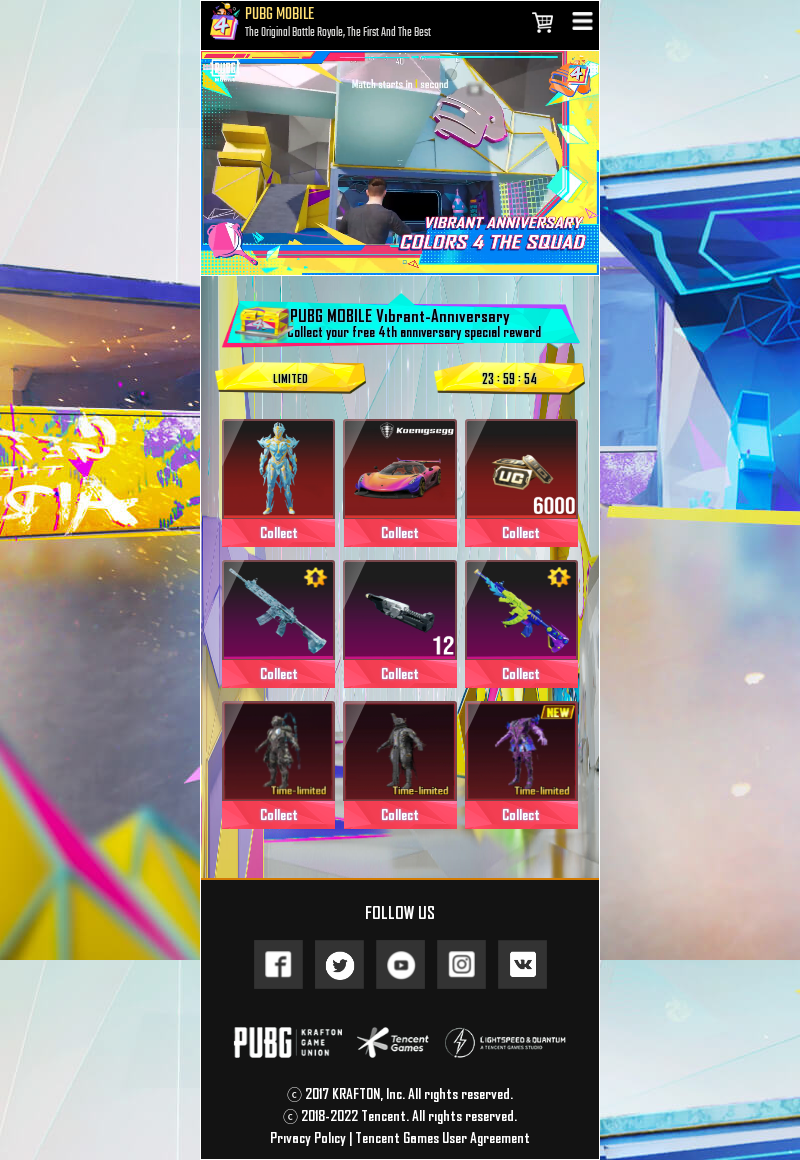 PUBG MOBILE
The Original Battle Royale, The First And The Best
PUBG
MOBILE
Match starts in second
4
VIBRANT ANNIVERSARY
COLORS 4 THE SQUAD
PUBG MOBILE Vibrant-Anniversary
Collect your free 4th anniversary special reward
LIMITED
23 : 59 : 54
Koenigsegg
UC
6000
Collect
Collect
Collect
12
Collect
Collect
Collect
NEW
Time-limited
Time-limited
Time-limited
Collect
Collect
Collect
FOLLOW US
PUBG
KRAFTON
GAME
UNION
Tencent
Games
LIGHTSPEED & QUANTUM
A TENCENT GAMES STUDIO
ⓒ 2017 KRAFTON, Inc. All rights reserved.
ⓒ 2018-2022 Tencent. All rights reserved.
Privacy Policy | Tencent Games User Agreement